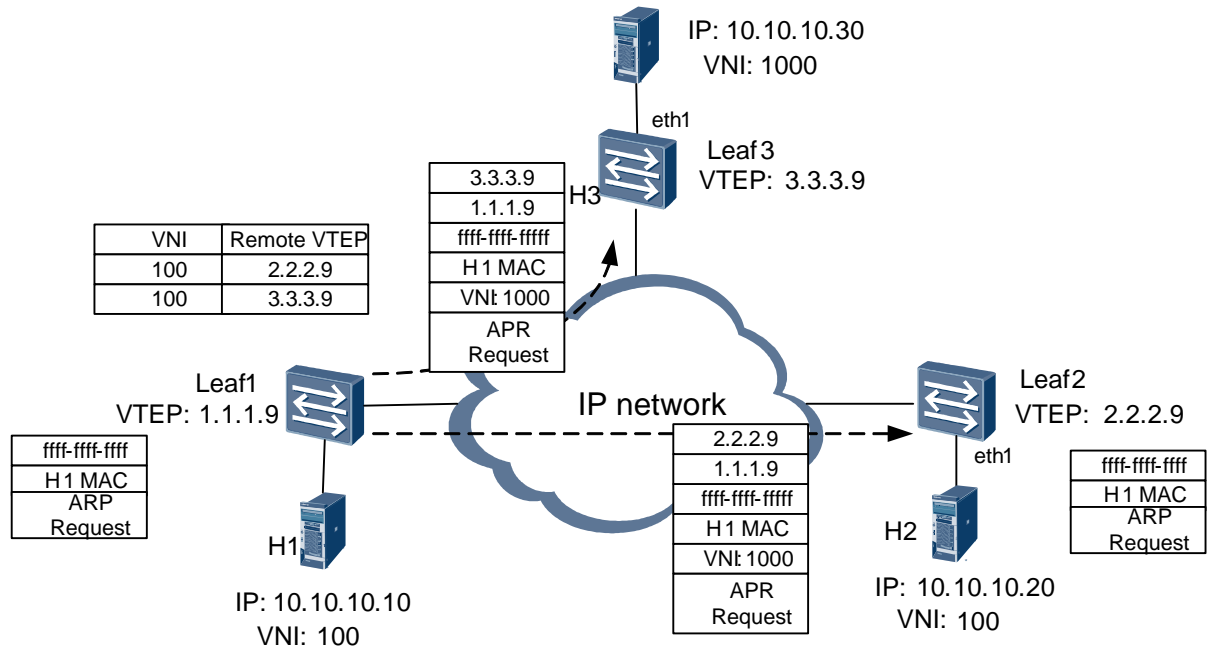 IP: 10.10.10.30
VNI: 1000
eth1
Leaf3
VTEP: 3.3.3.9
H3
3.3.3.9
1.1.1.9
ffff-ffff-fffff
H1 MAC
VNI: 1000
APR
Request
VNI Remote VTEP
100 2.2.2.9
100 3.3.3.9
Leaf1
VTEP: 1.1.1.9
IP network
Leaf2
VTEP: 2.2.2.9
eth1
ffff-ffff-ffff
H1 MAC
ARP
Request
H1
IP: 10.10.10.10
VNI: 100
2.2.2.9
1.1.1.9
ffff-ffff-fffff
H1 MAC
VNI: 1000
APR
Request
H2
IP: 10.10.10.20
VNI: 100
ffff-ffff-ffff
H1 MAC
ARP
Request